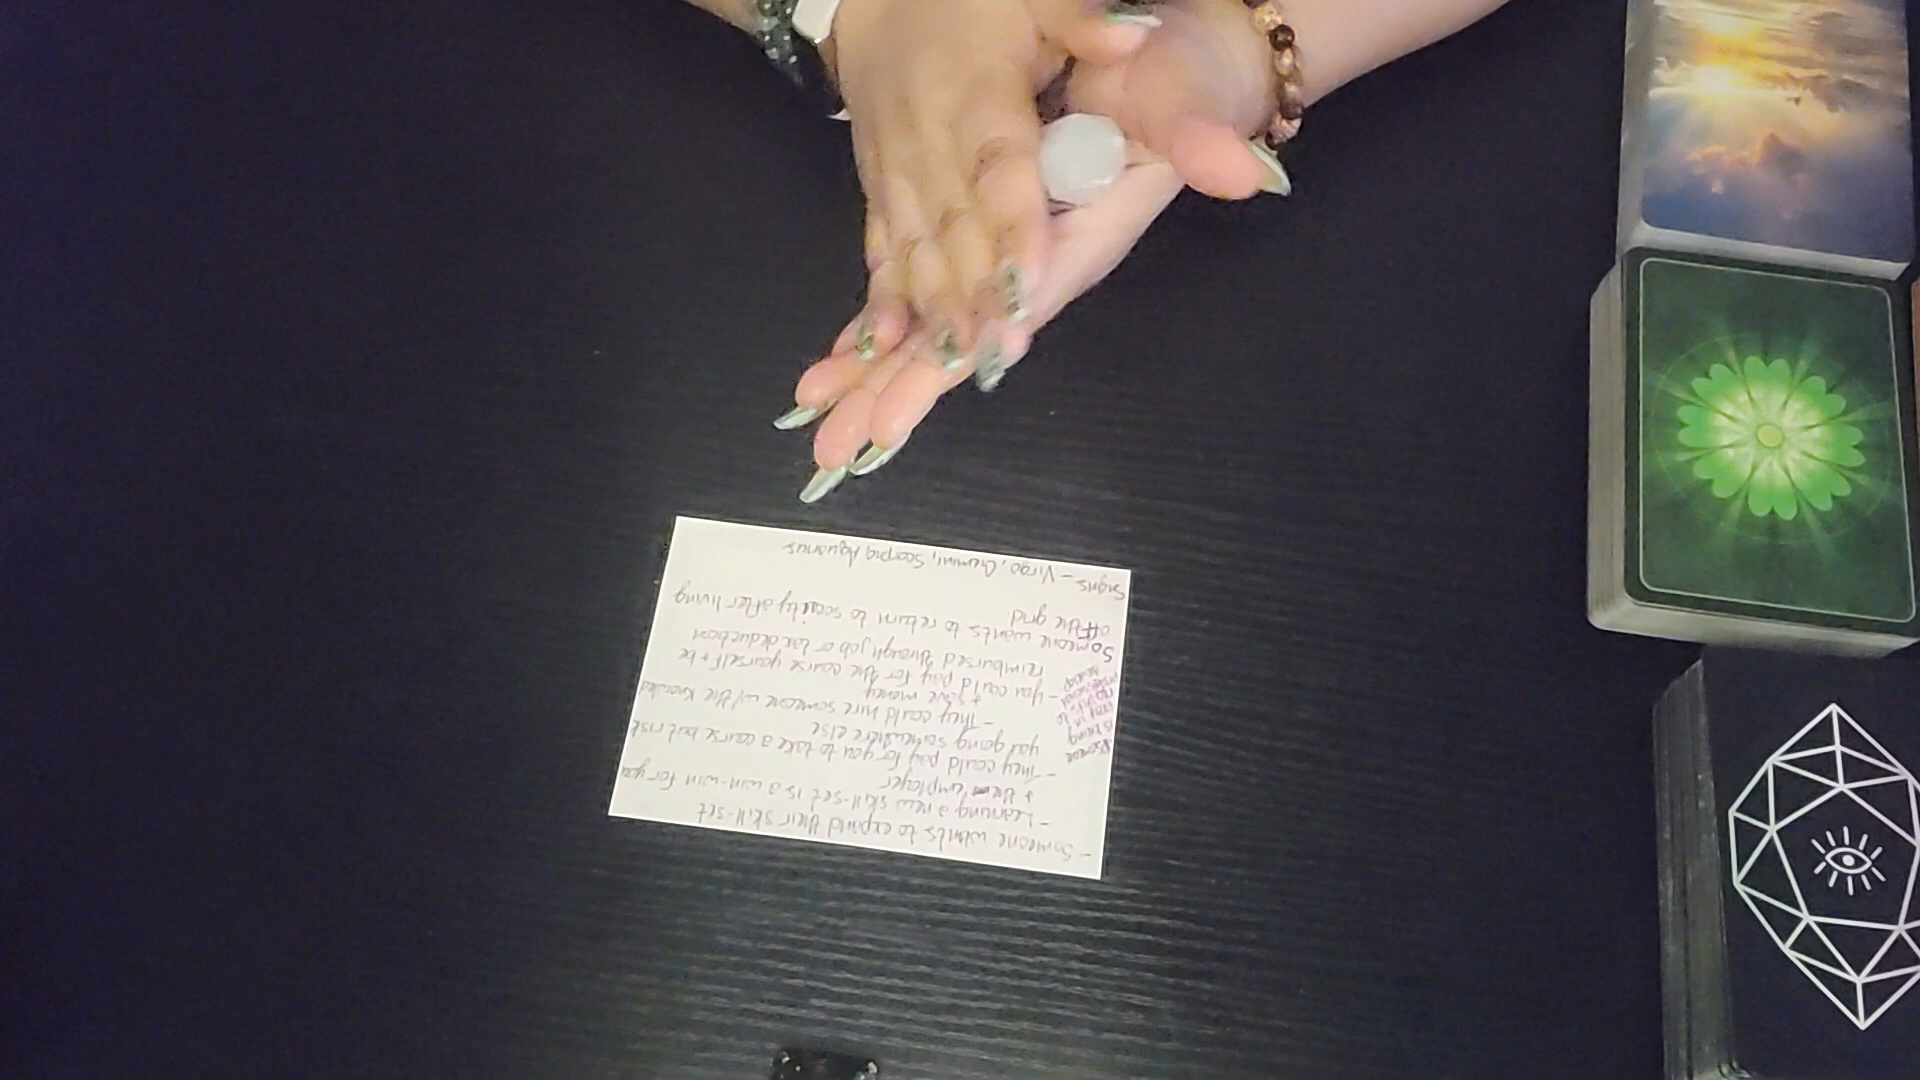 - Someone wants to expand their skill-set
- Learning a new skill-set is a win-win for you
+ employer
- They could pay for you to take a course but risk
you going somewhere else
- They could hire someone w/ the
+ save money
- you could pay for the course yourself + be
reimbursed through job or tax deduction
Someone wants to return to society after living
off the grid
Signs - Virgo, Gemini, Scorpio, Aquarius
is trying